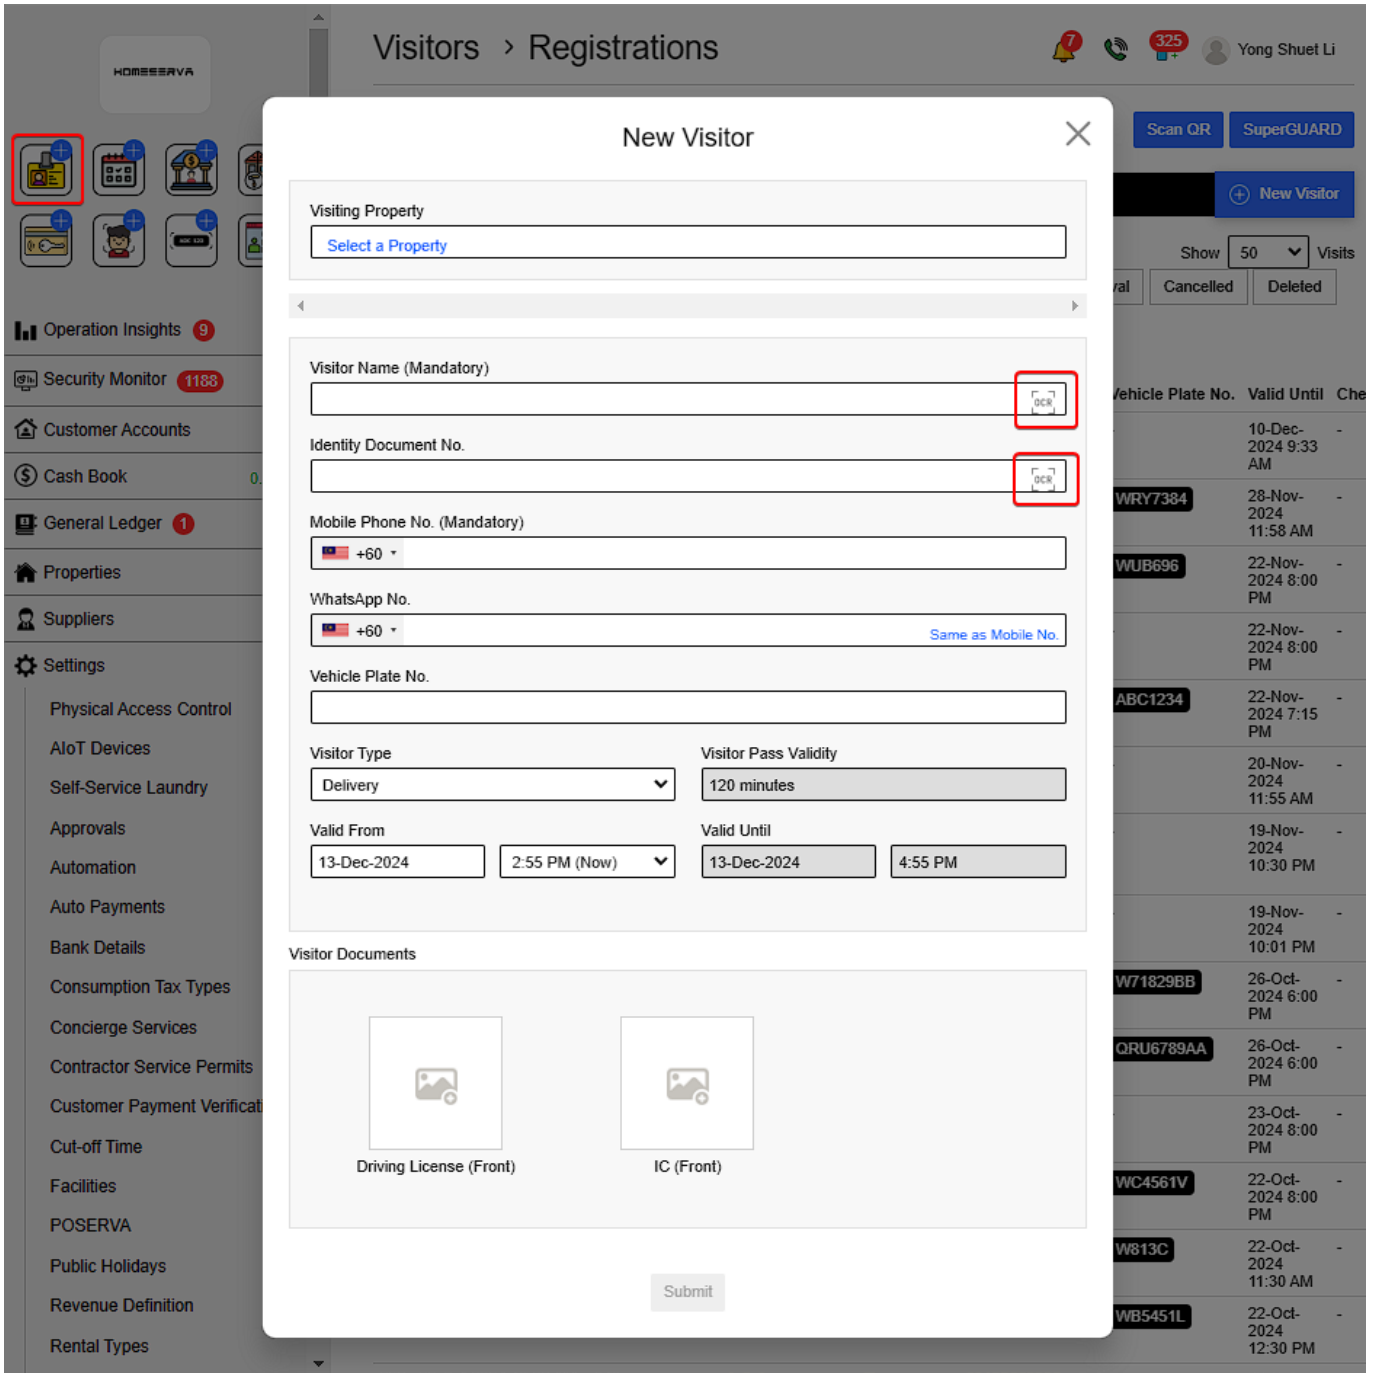 HOMESERVA
Visitors > Registrations
7
325
Yong Shuet Li
Scan QR
SuperGUARD
New Visitor
Show 50 Visits
Cancelled
Deleted
Operation Insights 9
Security Monitor 1188
Customer Accounts
Cash Book
0.
General Ledger 1
Properties
Suppliers
Settings
Physical Access Control
AIoT Devices
Self-Service Laundry
Approvals
Automation
Auto Payments
Bank Details
Consumption Tax Types
Concierge Services
Contractor Service Permits
Customer Payment Verificati
Cut-off Time
Facilities
POSERVA
Public Holidays
Revenue Definition
Rental Types
New Visitor
Visiting Property
Select a Property
Visitor Name (Mandatory)
OCR
Identity Document No.
OCR
Mobile Phone No. (Mandatory)
+60
WhatsApp No.
+60
Same as Mobile No.
Vehicle Plate No.
Visitor Type
Visitor Pass Validity
Delivery
120 minutes
Valid From
Valid Until
13-Dec-2024
2:55 PM (Now)
13-Dec-2024
4:55 PM
Visitor Documents
Driving License (Front)
IC (Front)
Submit
Vehicle Plate No. Valid Until Che
10-Dec-
2024 9:33
AM
-
WRY7384
28-Nov-
2024
11:58 AM
-
WUB696
22-Nov-
2024 8:00
PM
-
22-Nov-
2024 8:00
PM
-
ABC1234
22-Nov-
2024 7:15
PM
-
20-Nov-
2024
11:55 AM
-
19-Nov-
2024
10:30 PM
-
19-Nov-
2024
10:01 PM
-
W71829BB
26-Oct-
2024 6:00
PM
-
QRU6789AA
26-Oct-
2024 6:00
PM
-
23-Oct-
2024 8:00
PM
-
WC4561V
22-Oct-
2024 8:00
PM
-
W813C
22-Oct-
2024
11:30 AM
-
WB5451L
22-Oct-
2024
12:30 PM
-